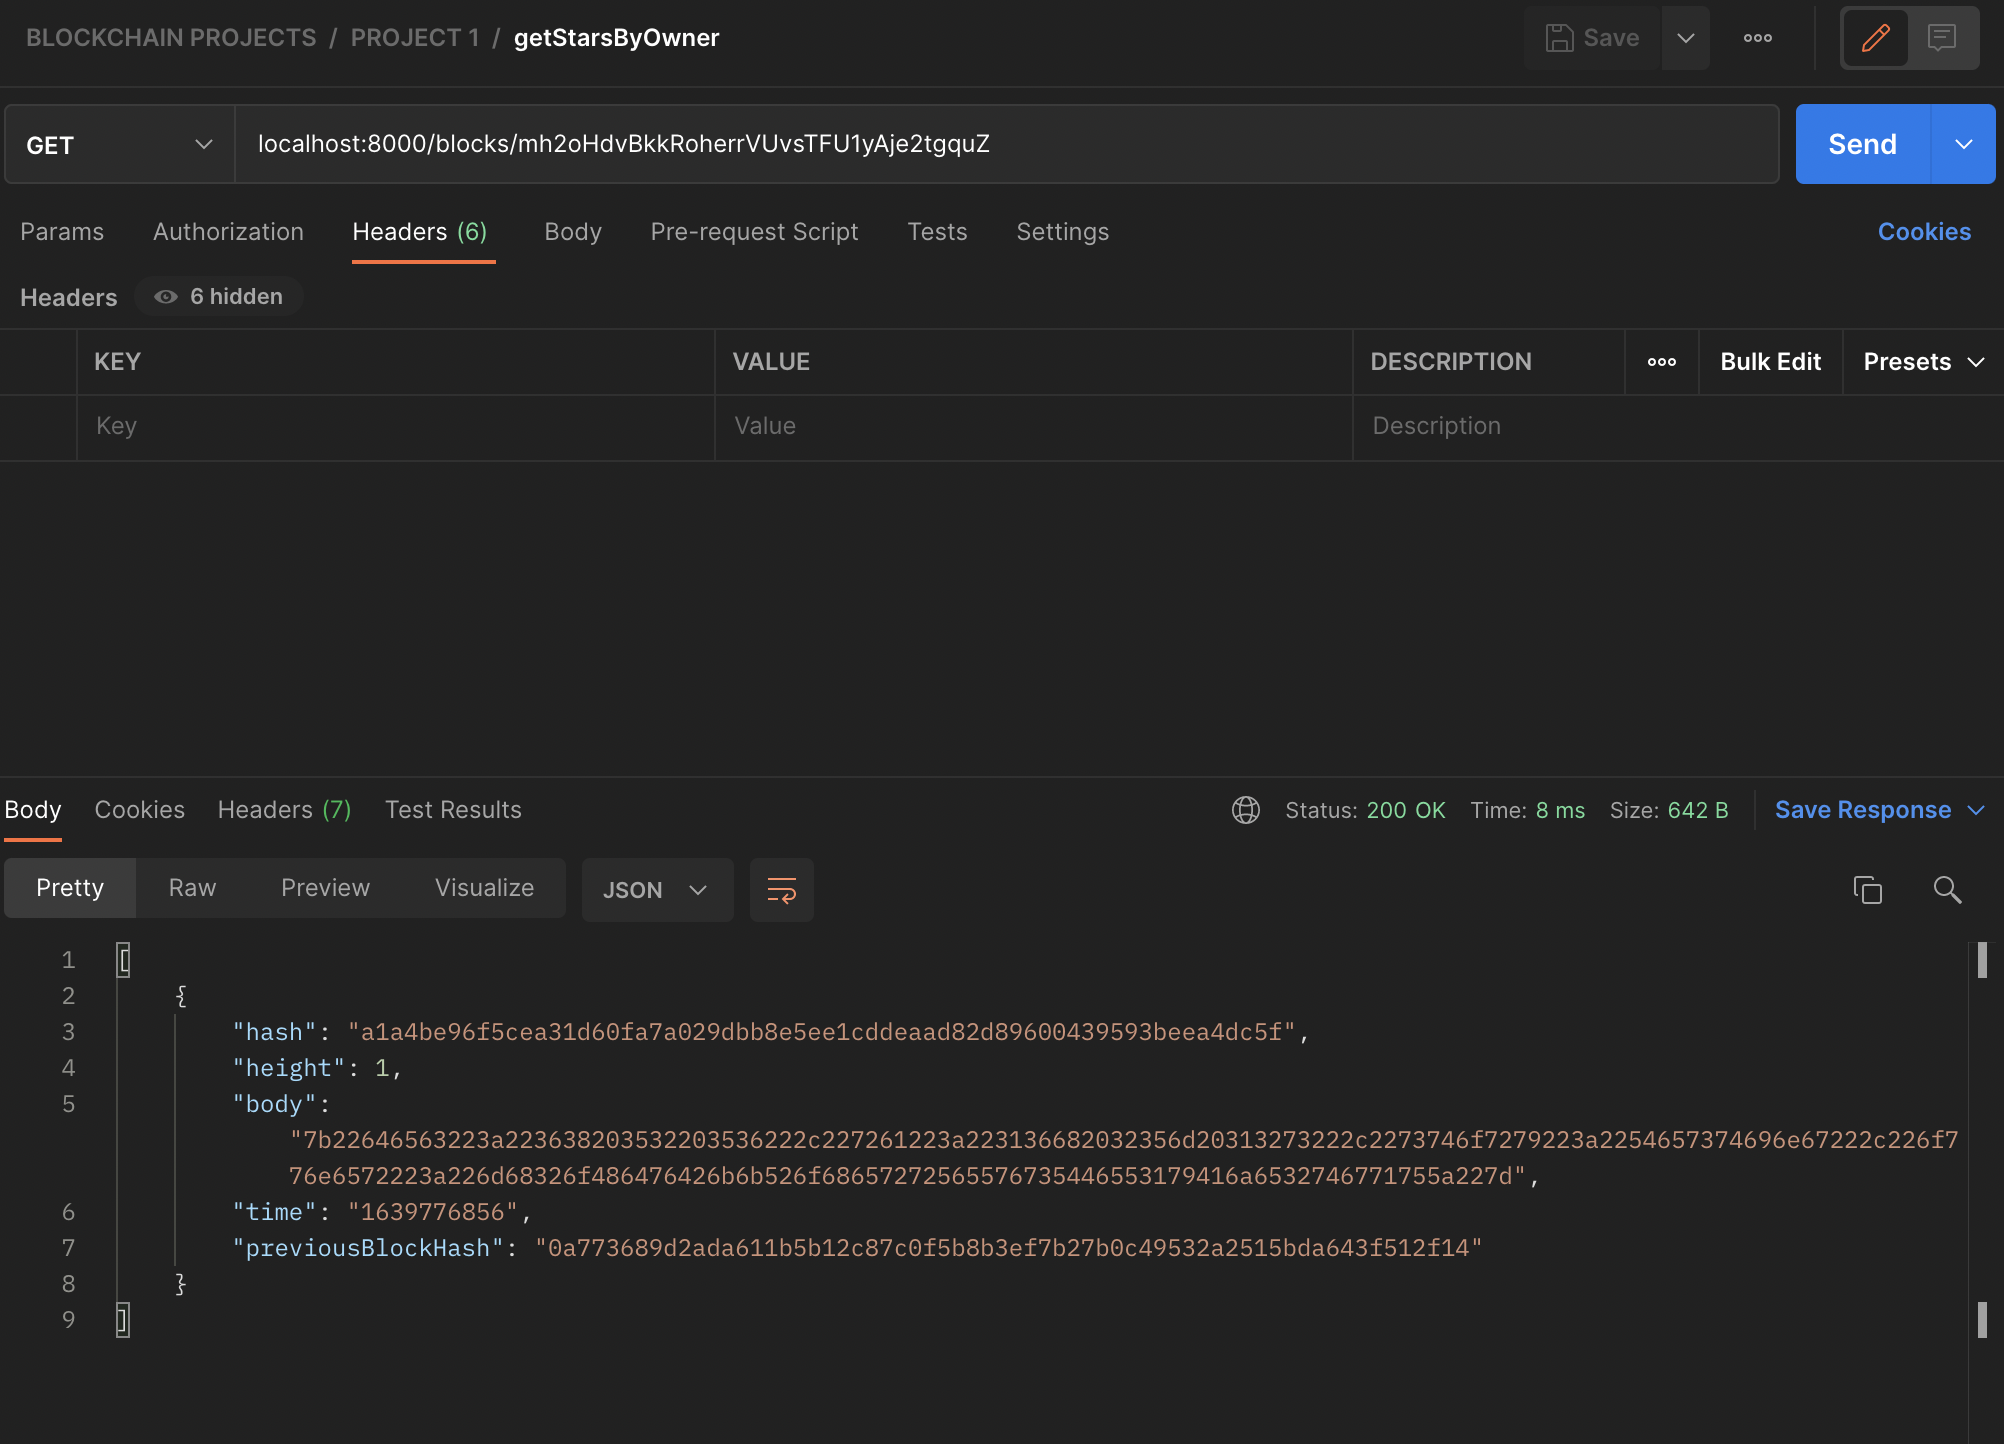 BLOCKCHAIN PROJECTS / PROJECT 1 / getStarsByOwner
Save
GET
localhost:8000/blocks/mh2oHdvBkkRoherrVUvsTFU1yAje2tgquZ
Send
Params Authorization Headers (6) Body Pre-request Script Tests Settings Cookies
Headers 6 hidden
KEY VALUE DESCRIPTION Bulk Edit Presets
Key Value Description
Body Cookies Headers (7) Test Results Status: 200 OK Time: 8 ms Size: 642 B Save Response
Pretty Raw Preview Visualize JSON
1 [
2 {
3 "hash": "a1a4be96f5cea31d60fa7a029dbb8e5ee1cddeaad82d89600439593beea4dc5f",
4 "height": 1,
5 "body":
"7b22646563223a223638203532203536222c227261223a223136682032356d20313273222c2273746f7279223a2254657374696e67222c226f7
76e6572223a226d68326f486476426b6b526f686572725655767354465531794 16a6532746771755a227d",
6 "time": "1639776856",
7 "previousBlockHash": "0a773689d2ada611b5b12c87c0f5b8b3ef7b27b0c49532a2515bda643f512f14"
8 }
9 ]